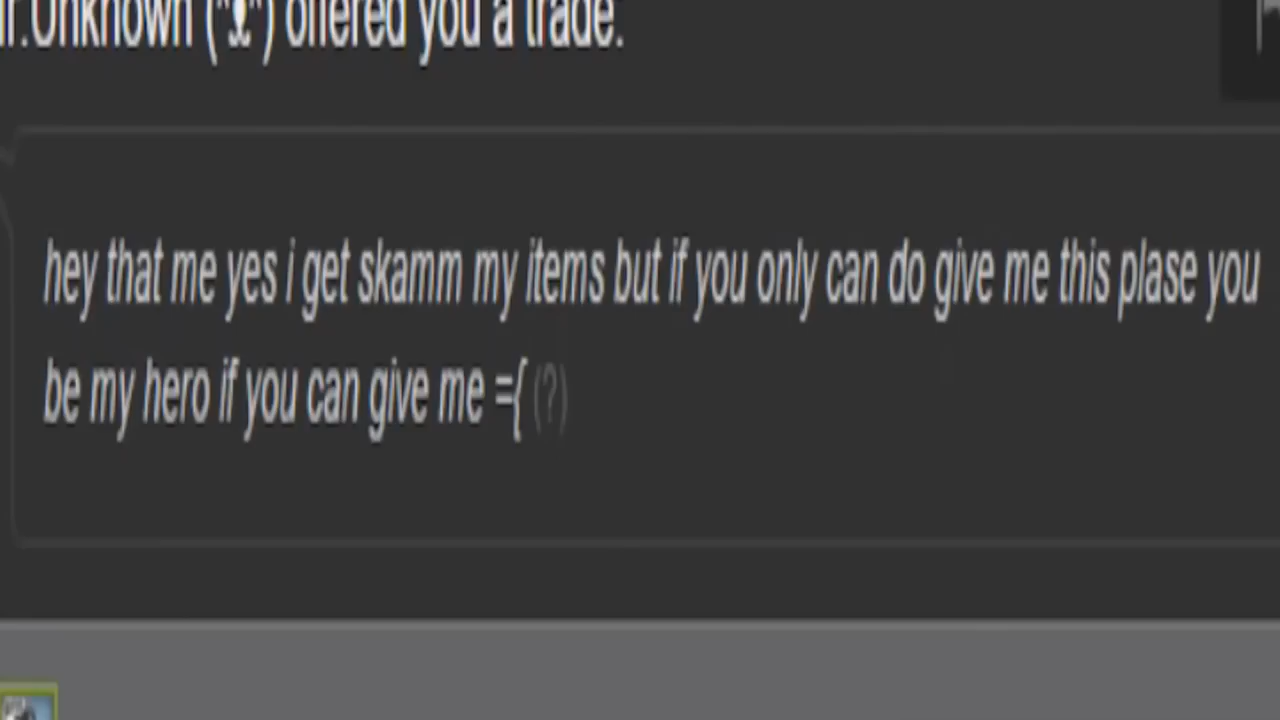 offered you a trade:
hey that me yes i get skamm my items but if you only can do give me this plase you
be my hero if you can give me ={ (?)